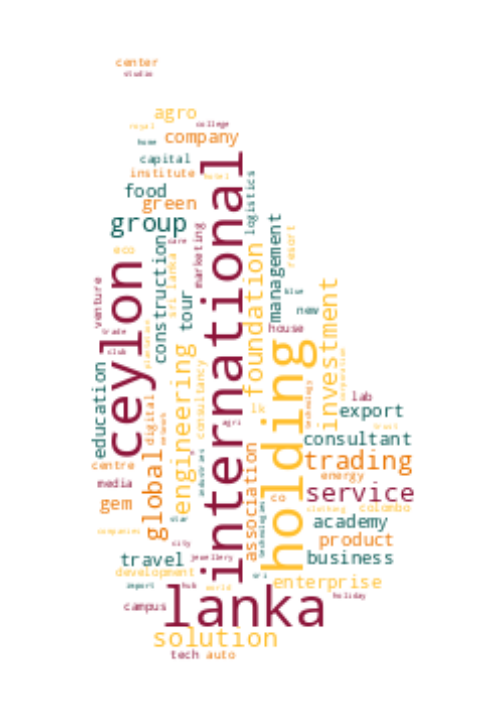 center
studio
agro
royal
college
home
company
capital
institute
hotel
food
green
logistics
group
international
eco
care
marketing
management
resort
construction
sri lanka
tour
foundation
ceylon
venture
blue
new
house
trade
club
plantation
investment
holding
corporation
engineering
consultancy
education
digital
network
technology
lab
export
agri
consultant
association
global
industries
centre
trading
energy
media
service
gem
co
clothing
colombo
star
technologies
academy
companies
product
city
travel
jewellery
business
development
sri
enterprise
import
hub
world
holiday
campus
lanka
solution
tech
auto